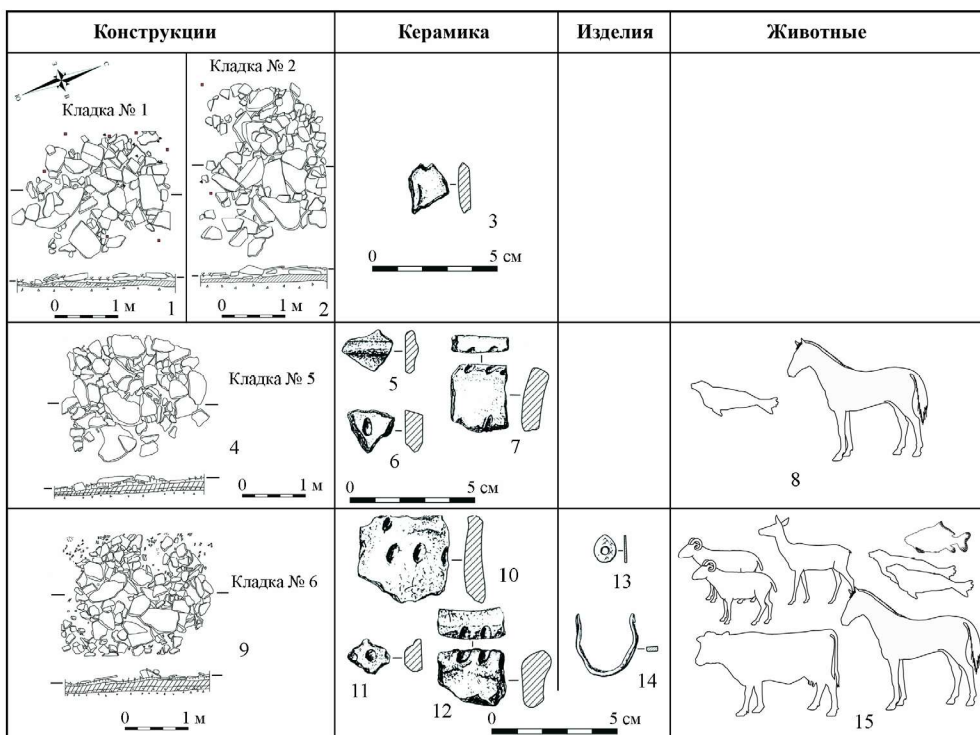 Конструкции
Керамика
Изделия
Животные
Кладка № 1
Кладка № 2
0 1 м
1
0 1 м
2
3
0 5 см
Кладка № 5
4
0 1 м
5
6
7
0 5 см
8
Кладка № 6
9
0 1 м
10
11
12
0 5 см
13
14
15